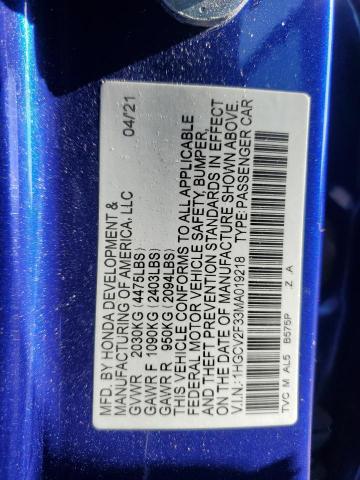 MFD. BY HONDA DEVELOPMENT & 04/21
MANUFACTURING OF AMERICA, LLC
GVWR 2030KG (4475LBS)
GAWR F 1090KG (2403LBS)
GAWR R 950KG (2094LBS)
THIS VEHICLE CONFORMS TO ALL APPLICABLE
FEDERAL MOTOR VEHICLE SAFETY, BUMPER,
AND THEFT PREVENTION STANDARDS IN EFFECT
ON THE DATE OF MANUFACTURE SHOWN ABOVE.
V.I.N.:1HGCV2F33MA019218 TYPE:PASSENGER CAR
TVC M AL5 B575P Z A